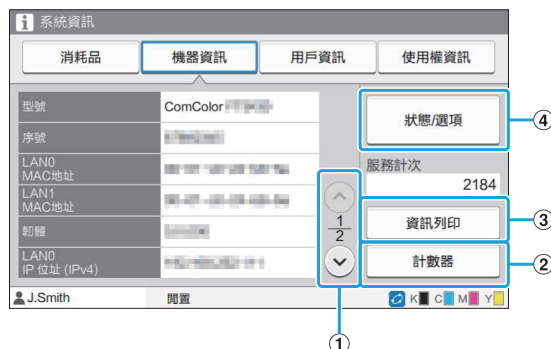 i 系統資訊
消耗品 機器資訊 用戶資訊 使用權資訊
型號 ComColor
狀態/選項 ④
序號
LAN0
MAC地址
服務計次
2184
LAN1
MAC地址
1
2
資訊列印 ③
韌體
LAN0
IP 位址 (IPv4)
計數器 ②
J.Smith 閒置 K C M Y
①